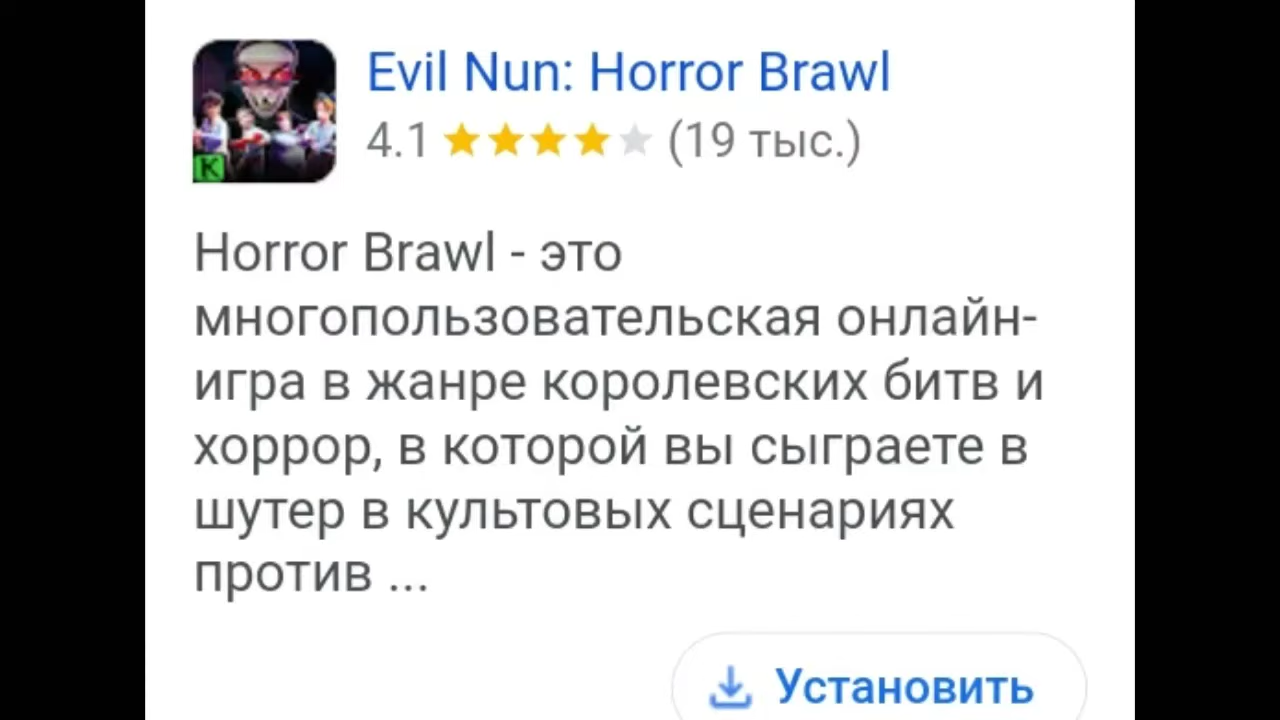 Evil Nun: Horror Brawl
4.1 ★★★★★ (19 тыс.)
K
Horror Brawl - это
многопользовательская онлайн-
игра в жанре королевских битв и
хоррор, в которой вы сыграете в
шутер в культовых сценариях
против ...
Установить